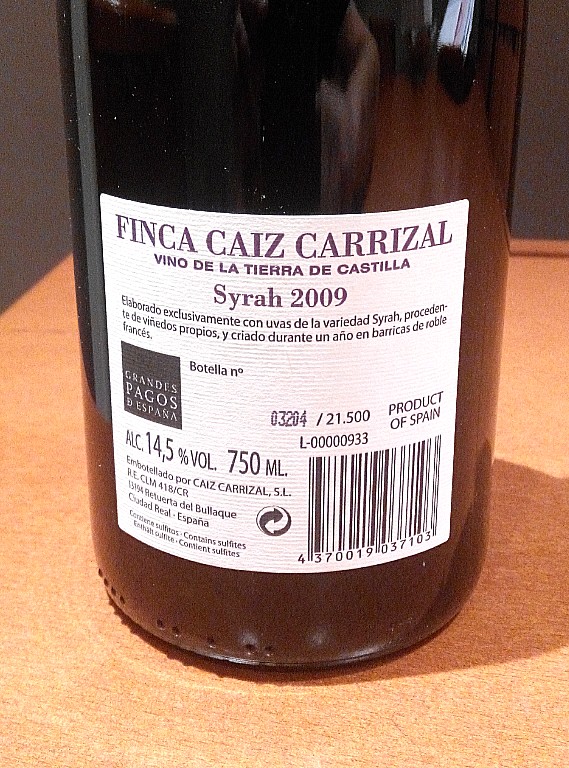 FINCA CAIZ CARRIZAL
VINO DE LA TIERRA DE CASTILLA
Syrah 2009
Elaborado exclusivamente con uvas de la variedad Syrah, proceden-
te de viñedos propios, y criado durante un año en barricas de roble
francés.
GRANDES
PAGOS
D ESPAÑA
Botella nº
03204 / 21.500
L-00000933
PRODUCT
OF SPAIN
ALC. 14,5 % VOL. 750 ML.
Embotellado por CAIZ CARRIZAL, S.L.
R.E. CLM 418/CR
13194 Retuerta del Bullaque
Ciudad Real - España
Contiene sulfitos - Contains sulfites
Enthält sulfite - Contient sulfites
4 370019 037103